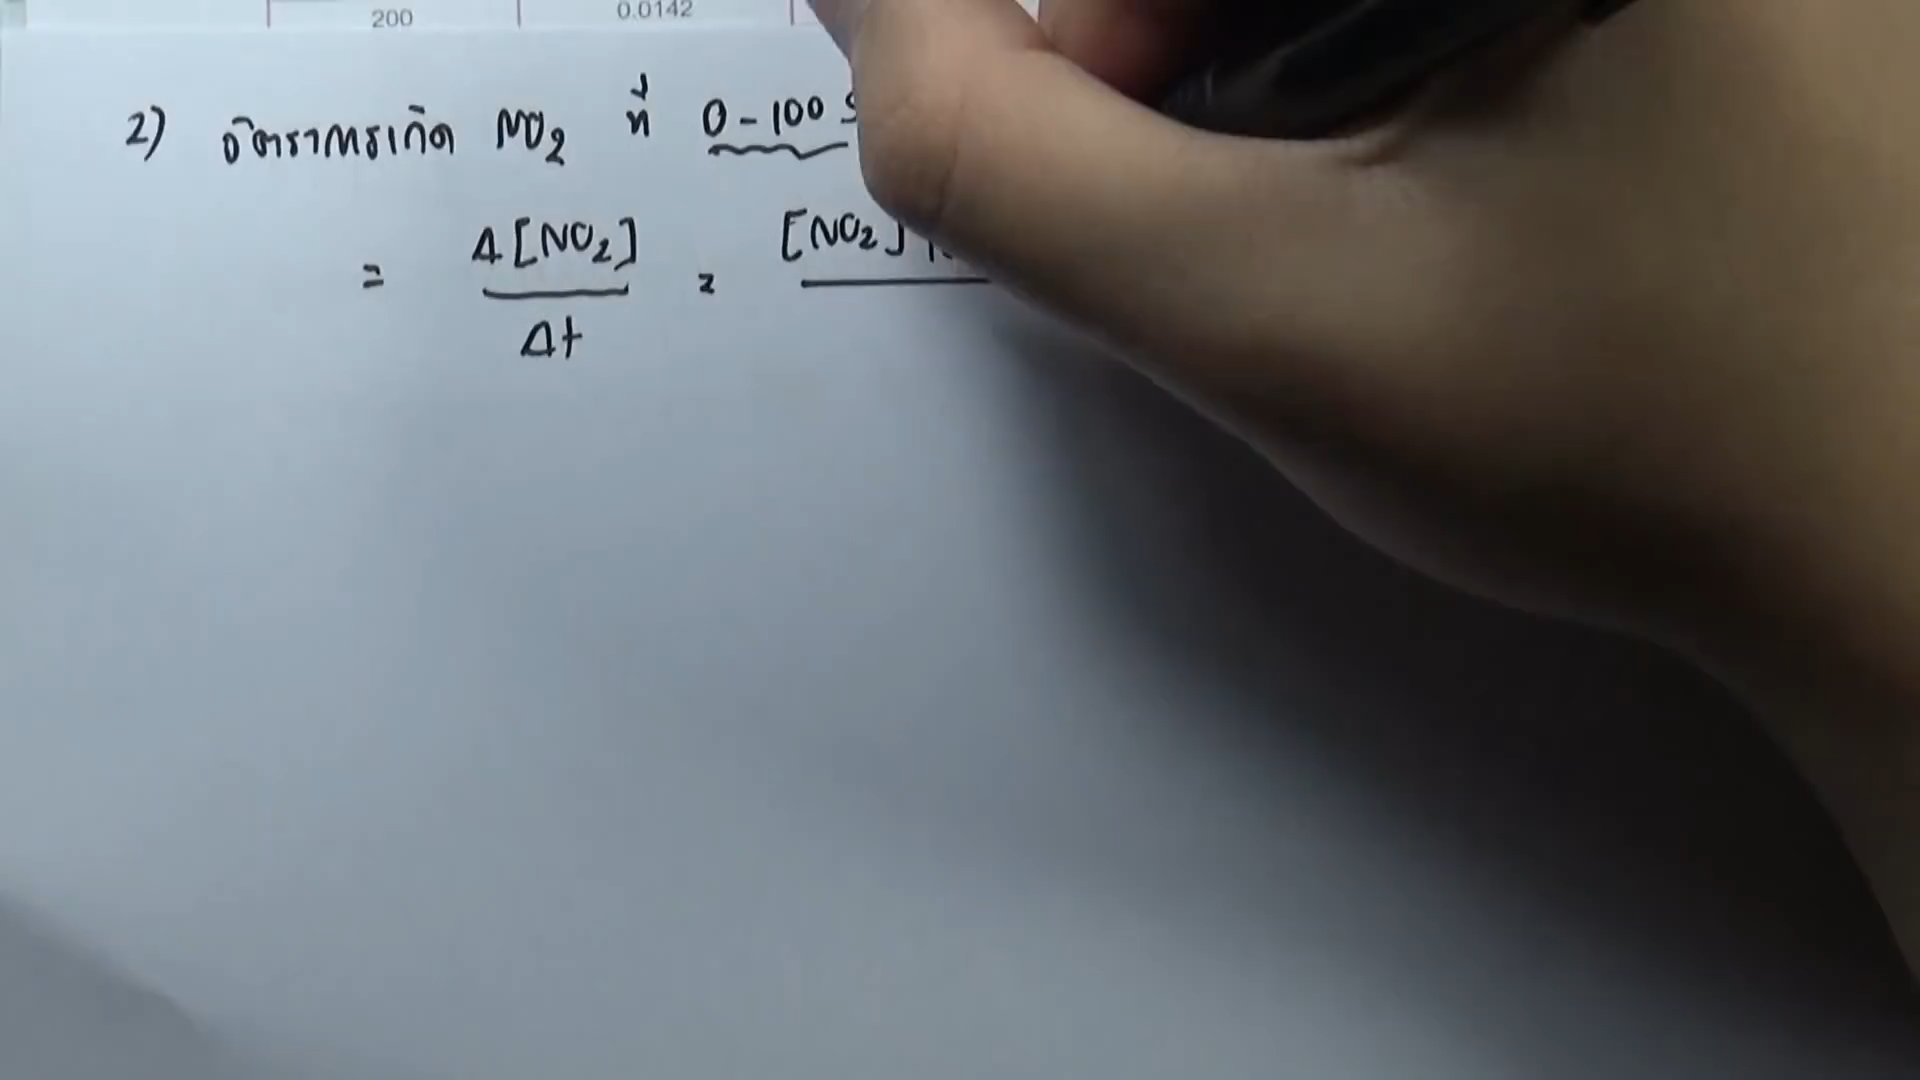 200 0.0142
2) อัตราการเกิด NO2 ที่ 0-100 s
= Δ[NO2] = [NO2]
Δt